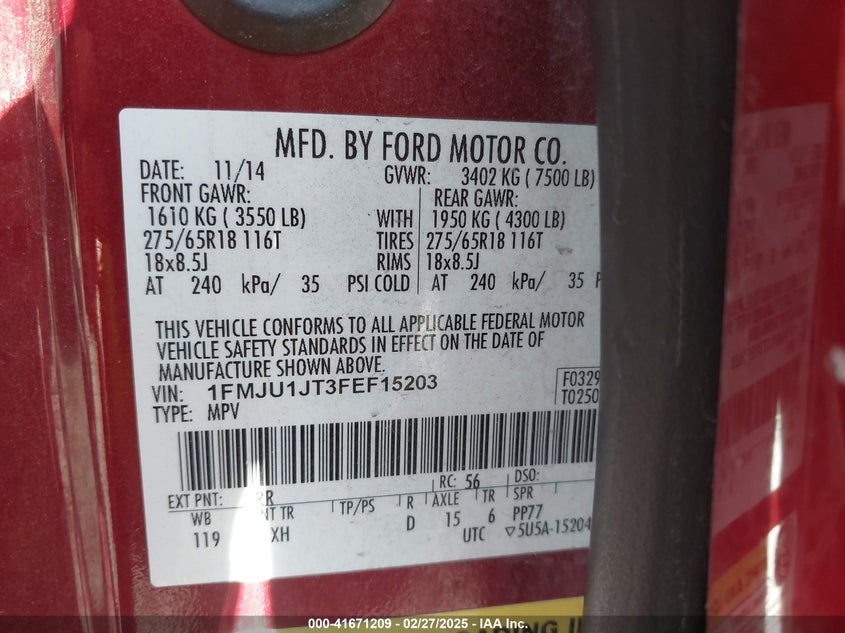 MFD. BY FORD MOTOR CO.
DATE: 11/14 GVWR: 3402 KG ( 7500 LB)
FRONT GAWR: REAR GAWR:
1610 KG ( 3550 LB) WITH 1950 KG ( 4300 LB)
275/65R18 116T TIRES 275/65R18 116T
18x8.5J RIMS 18x8.5J
AT 240 kPa/ 35 PSI COLD AT 240 kPa/ 35 P
THIS VEHICLE CONFORMS TO ALL APPLICABLE FEDERAL MOTOR
VEHICLE SAFETY STANDARDS IN EFFECT ON THE DATE OF
MANUFACTURE SHOWN ABOVE.
VIN: 1FMJU1JT3FEF15203 F0329
TYPE: MPV T0250
RC: 56 DSO:
EXT PNT: RR
WB INT TR TP/PS R AXLE TR SPR
119 XH D 15 6 PP77
UTC ▽5U5A-15204
000-41671209 / 02/27/2025 - IAA Inc.